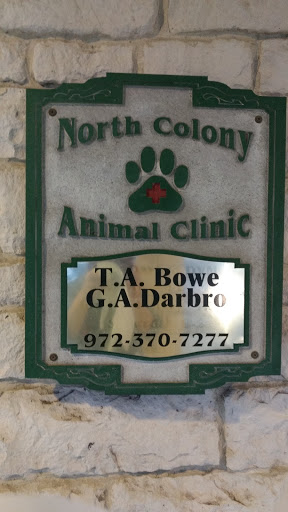 North Colony
Animal Clinic
T.A. Bowe
G.A.Darbro
972-370-7277